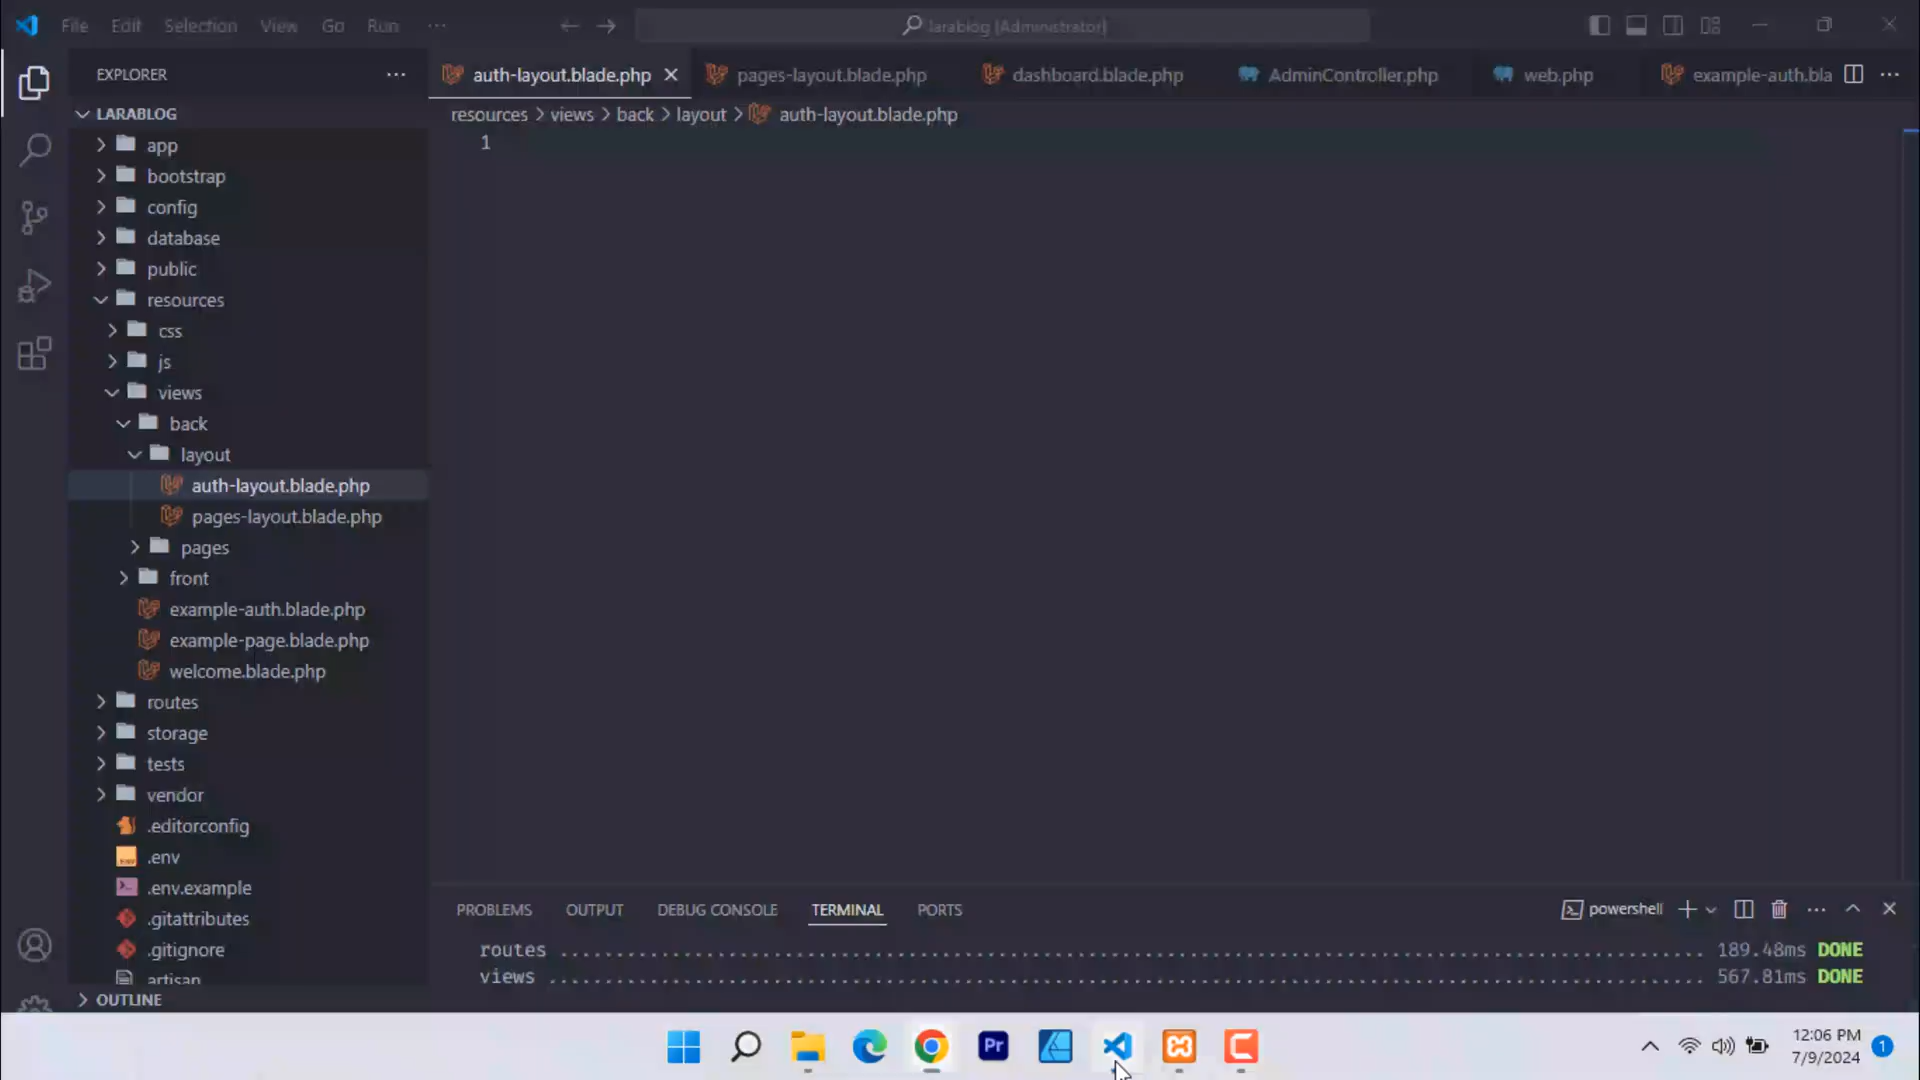 File Edit Selection View Go Run ···
larablog [Administrator]
EXPLORER ···
auth-layout.blade.php
pages-layout.blade.php
dashboard.blade.php
AdminController.php
web.php
example-auth.bla
LARABLOG
resources > views > back > layout > auth-layout.blade.php
1
app
bootstrap
config
database
public
resources
css
js
views
back
layout
auth-layout.blade.php
pages-layout.blade.php
pages
front
example-auth.blade.php
example-page.blade.php
welcome.blade.php
routes
storage
tests
vendor
.editorconfig
.env
.env.example
.gitattributes
.gitignore
artisan
OUTLINE
PROBLEMS OUTPUT DEBUG CONSOLE TERMINAL PORTS
powershell
routes ........ 189.48ms DONE
views ........ 567.81ms DONE
Pr
12:06 PM
7/9/2024
1